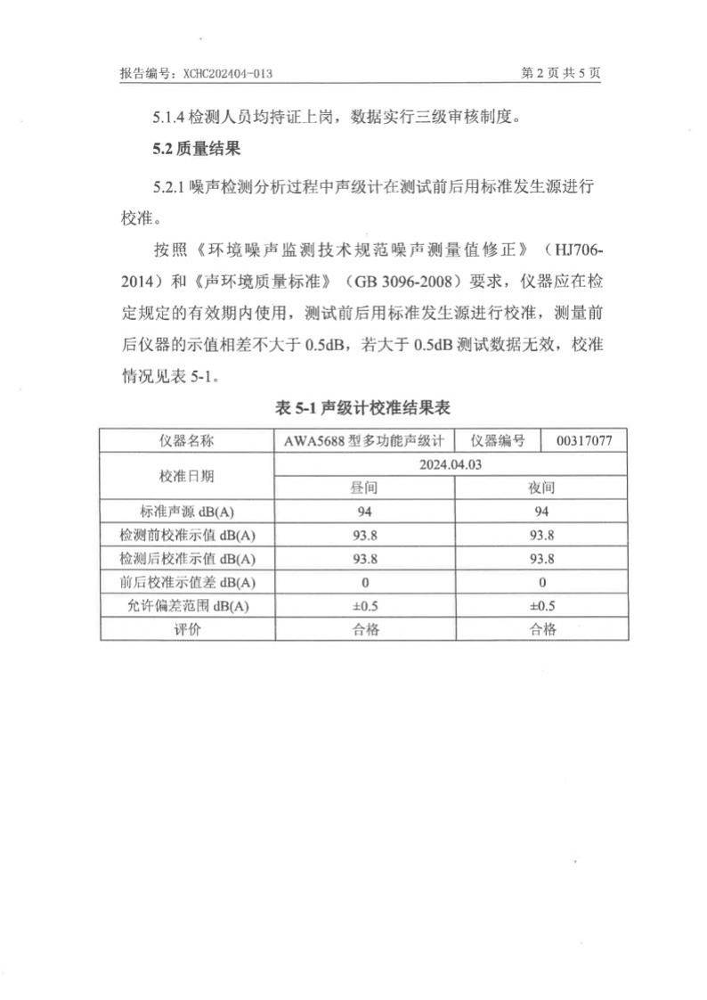 报告编号：XCHC202404-013 第 2 页 共 5 页
5.1.4 检测人员均持证上岗，数据实行三级审核制度。
5.2 质量结果
5.2.1 噪声检测分析过程中声级计在测试前后用标准发生源进行
校准。
按照《环境噪声监测技术规范噪声测量值修正》（HJ706-
2014）和《声环境质量标准》（GB 3096-2008）要求，仪器应在检
定规定的有效期内使用，测试前后用标准发生源进行校准，测量前
后仪器的示值相差不大于 0.5dB，若大于 0.5dB 测试数据无效，校准
情况见表 5-1。
表 5-1 声级计校准结果表
仪器名称 AWA5688 型多功能声级计 仪器编号 00317077
校准日期 2024.04.03
昼间 夜间
标准声源 dB(A) 94 94
检测前校准示值 dB(A) 93.8 93.8
检测后校准示值 dB(A) 93.8 93.8
前后校准示值差 dB(A) 0 0
允许偏差范围 dB(A) ±0.5 ±0.5
评价 合格 合格